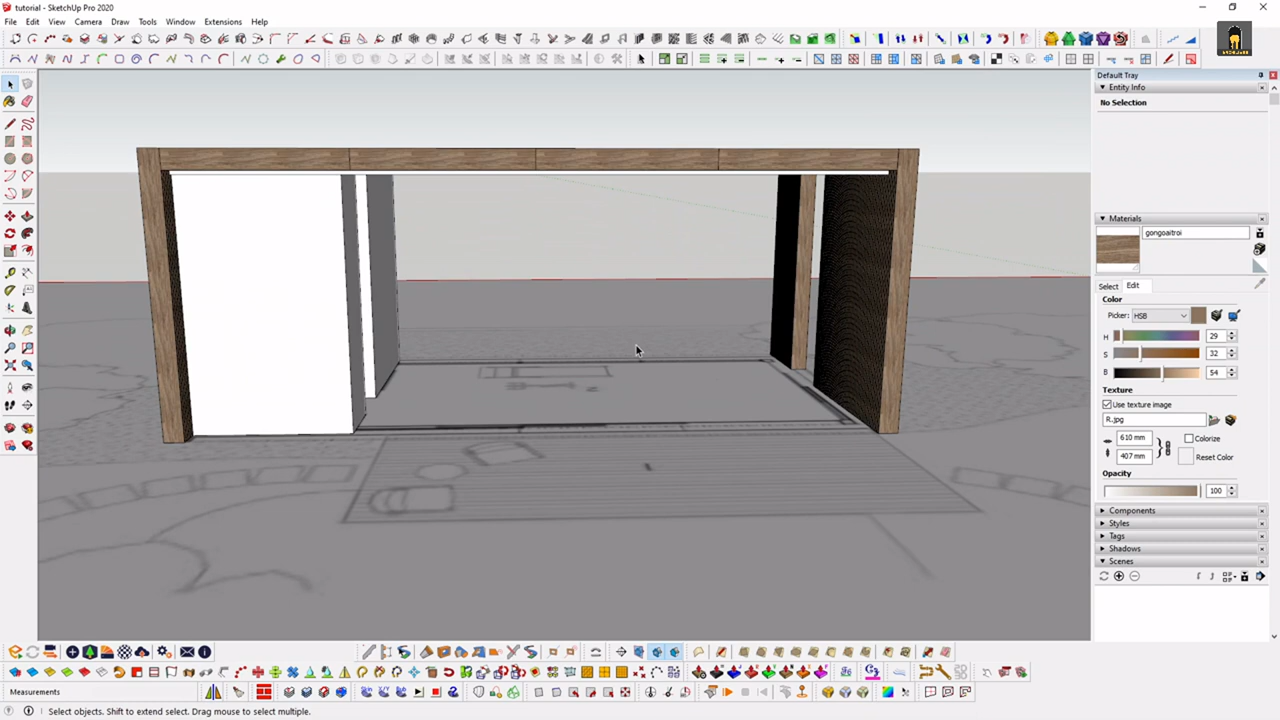 tutorial - SketchUp Pro 2020
File Edit View Camera Draw Tools Window Extensions Help
Default Tray
Entity Info
No Selection
Materials
gongoaitroi
Select Edit
Color
Picker: HSB
H 29
S 32
B 54
Texture
Use texture image
R.jpg
610 mm
Colorize
407 mm
Reset Color
Opacity
100
Components
Styles
Tags
Shadows
Scenes
Measurements
Select objects. Shift to extend select. Drag mouse to select multiple.